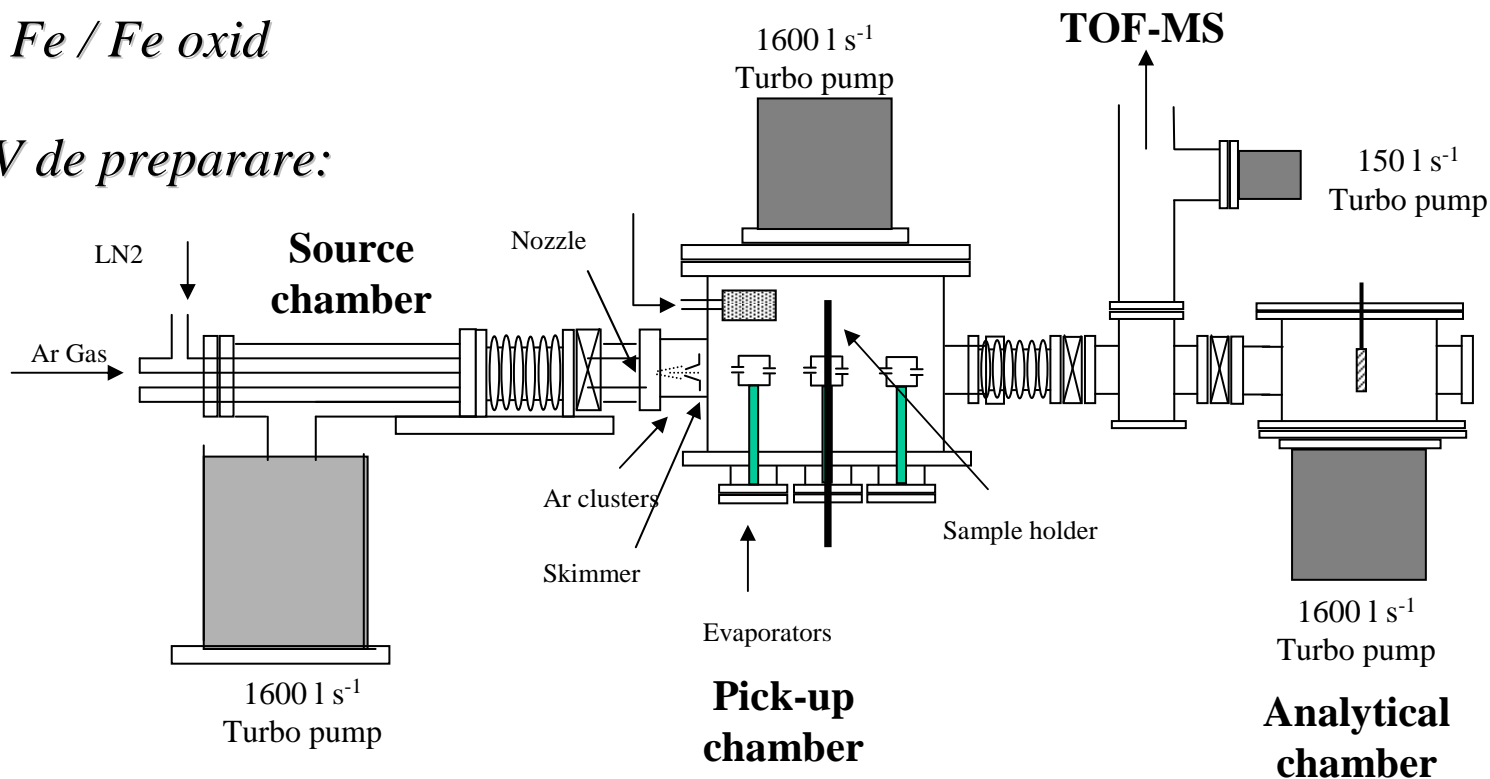 Fe / Fe oxid
V de preparare:
TOF-MS
1600 l s-1
Turbo pump
150 l s-1
Turbo pump
LN2
Source
chamber
Nozzle
Ar Gas
Ar clusters
Skimmer
Sample holder
Evaporators
1600 l s-1
Turbo pump
Pick-up
chamber
1600 l s-1
Turbo pump
Analytical
chamber